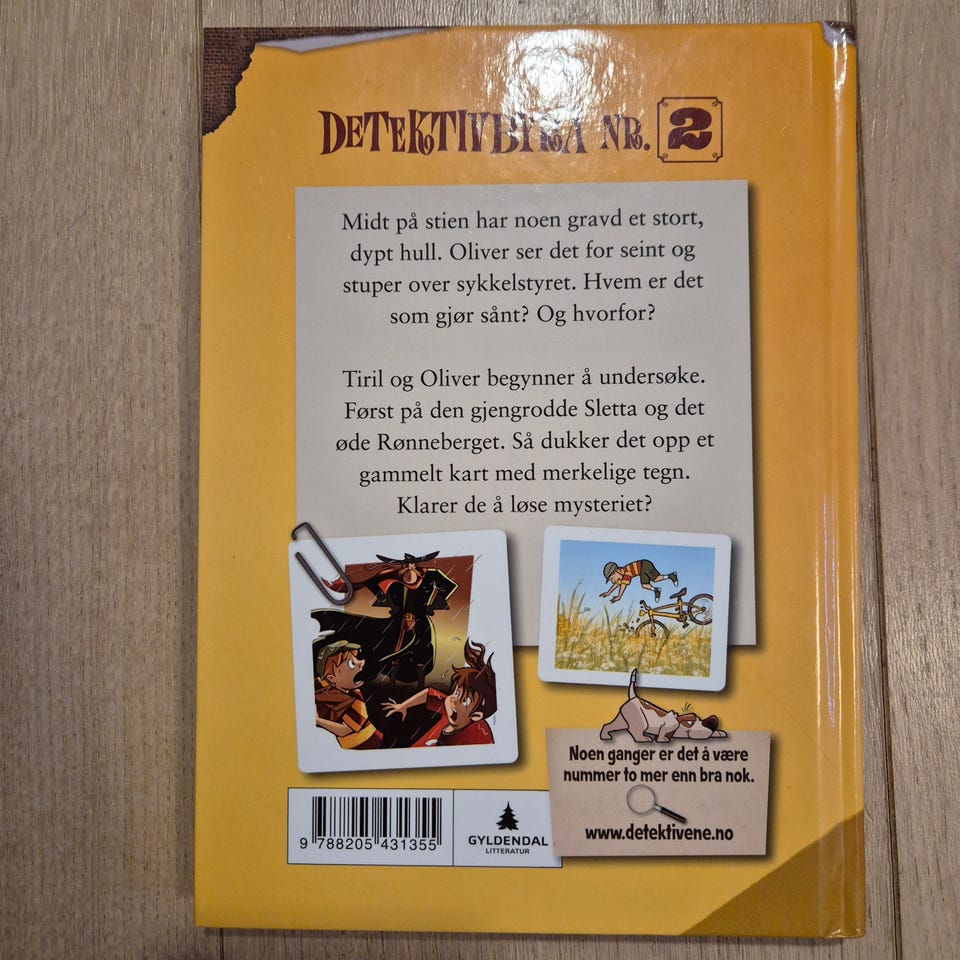 DETEKTIVBYRÅ NR. 2
Midt på stien har noen gravd et stort,
dypt hull. Oliver ser det for seint og
stuper over sykkelstyret. Hvem er det
som gjør sånt? Og hvorfor?
Tiril og Oliver begynner å undersøke.
Først på den gjengrodde Sletta og det
øde Rønneberget. Så dukker det opp et
gammelt kart med merkelige tegn.
Klarer de å løse mysteriet?
Noen ganger er det å være
nummer to mer enn bra nok.
www.detektivene.no
9 788205 431355
GYLDENDAL
LITTERATUR